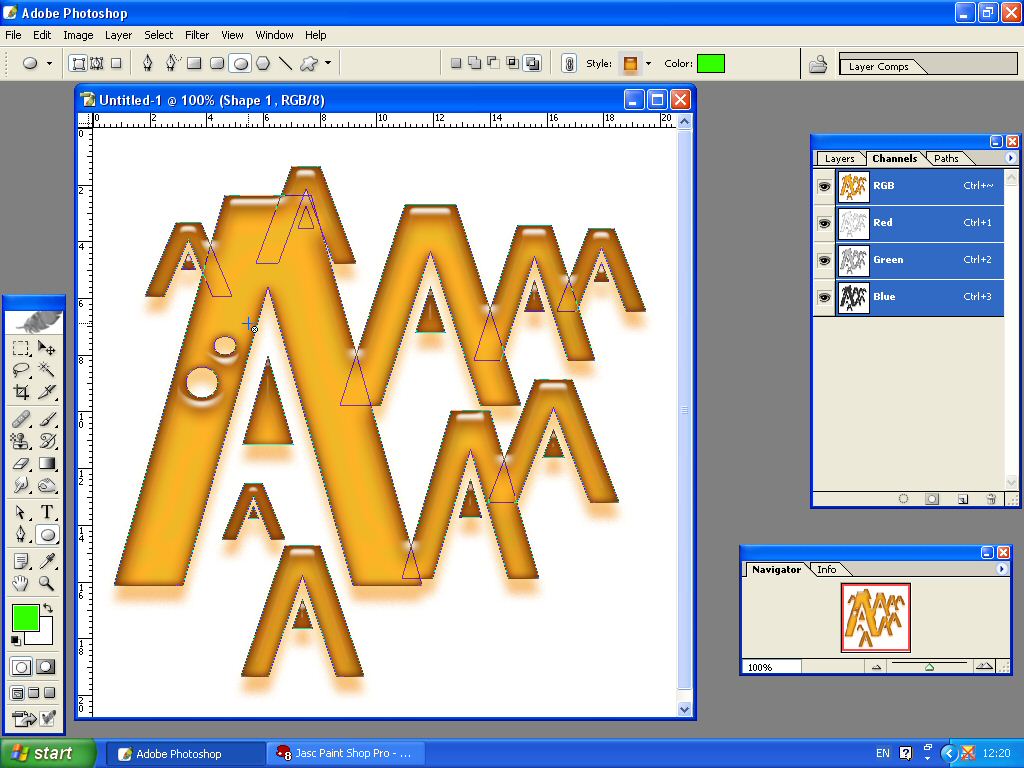 Adobe Photoshop
File Edit Image Layer Select Filter View Window Help
Style: Color: Layer Comps
Untitled-1 @ 100% (Shape 1, RGB/8)
0 2 4 6 8 10 12 14 16 18 20
0
2
4
6
8
10
12
14
16
18
20
A A A A A
A A
A
A
Layers Channels Paths
RGB Ctrl+~
Red Ctrl+1
Green Ctrl+2
Blue Ctrl+3
T
Navigator Info
100%
start Adobe Photoshop 8 Jasc Paint Shop Pro - ... EN ? 12:20